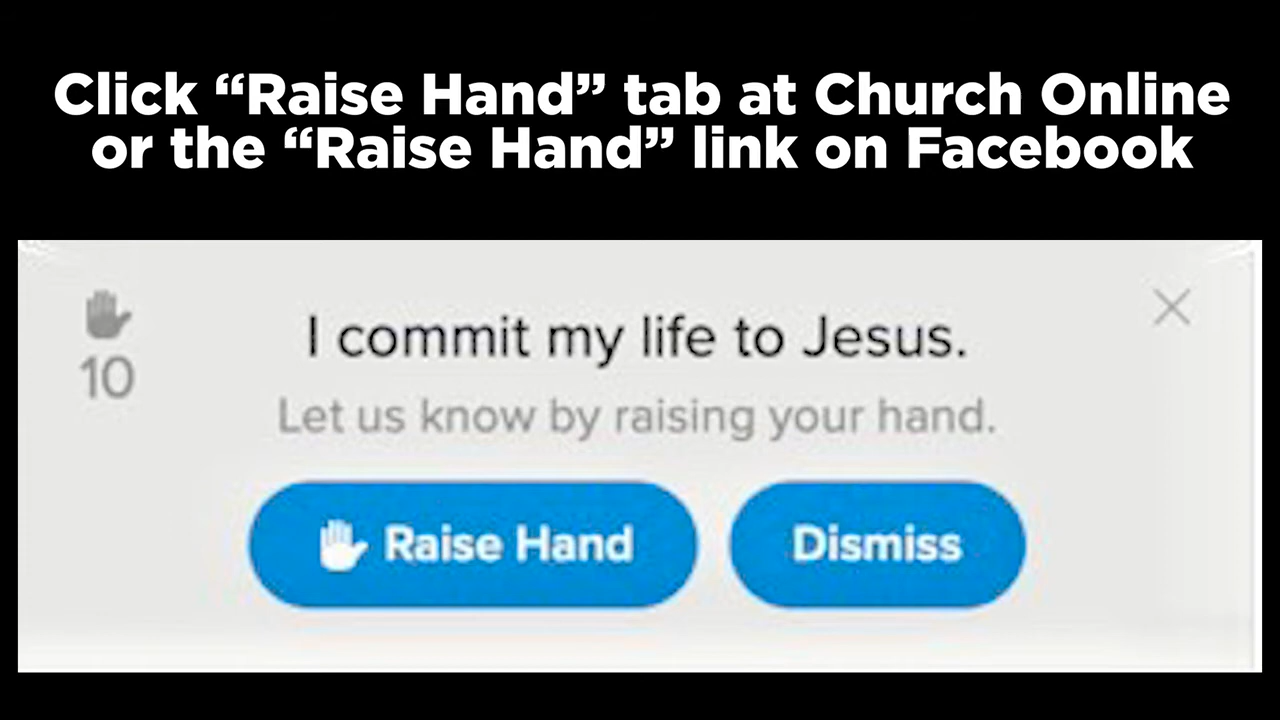 Click “Raise Hand” tab at Church Online
or the “Raise Hand” link on Facebook
I commit my life to Jesus.
10
Let us know by raising your hand.
Raise Hand
Dismiss